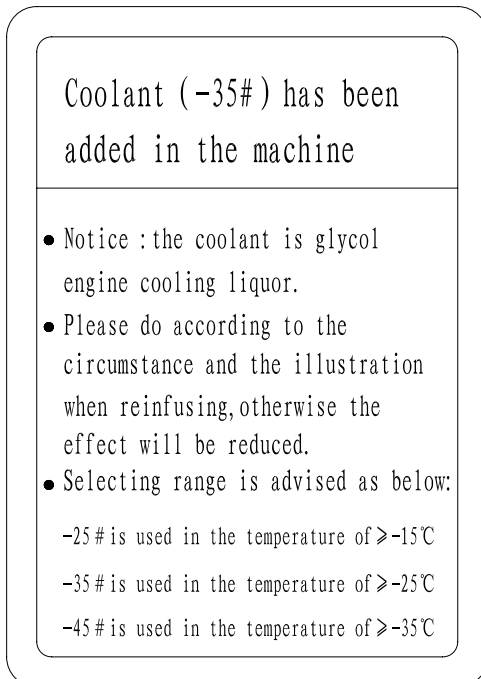 Coolant (-35#) has been
added in the machine
● Notice :the coolant is glycol
engine cooling liquor.
● Please do according to the
circumstance and the illustration
when reinfusing,otherwise the
effect will be reduced.
● Selecting range is advised as below:
-25#is used in the temperature of⩾-15℃
-35#is used in the temperature of⩾-25℃
-45#is used in the temperature of⩾-35℃